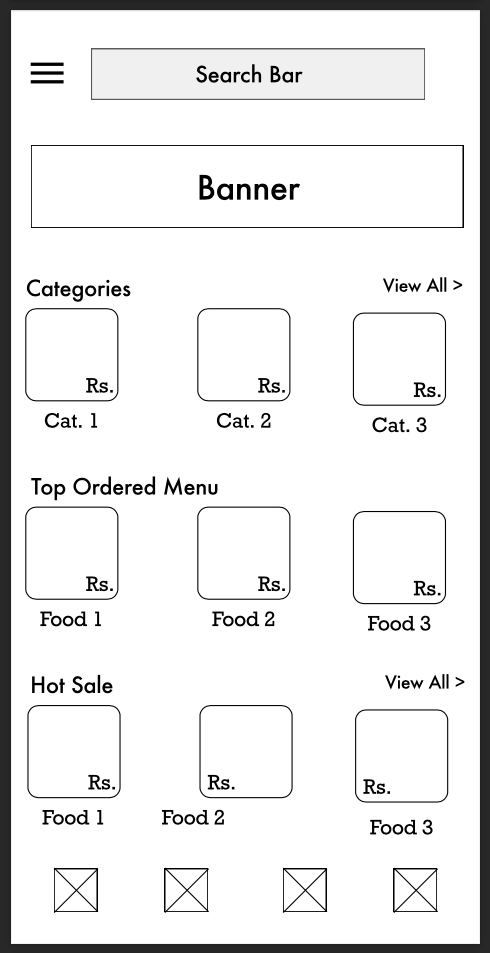 Search Bar
Banner
Categories
View All >
Rs.
Rs.
Rs.
Cat. 1
Cat. 2
Cat. 3
Top Ordered Menu
Rs.
Rs.
Rs.
Food 1
Food 2
Food 3
Hot Sale
View All >
Rs.
Rs.
Rs.
Food 1
Food 2
Food 3